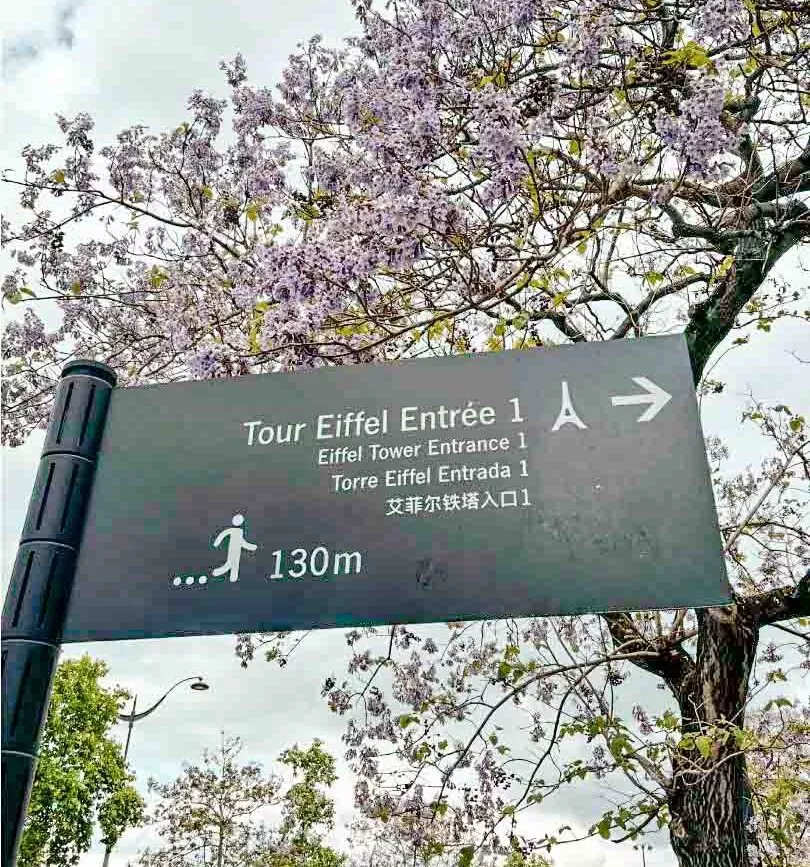 Tour Eiffel Entrée 1
Eiffel Tower Entrance 1
Torre Eiffel Entrada 1
艾菲尔铁塔入口1
130m